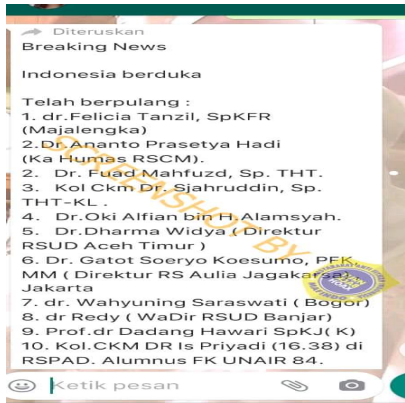 Diteruskan
Breaking News
Indonesia berduka
Telah berpulang :
1. dr.Felicia Tanzil, SpKFR
(Majalengka)
2.Dr.Ananto Prasetya Hadi
(Ka Humas RSCM).
2. Dr. Fuad Mahfuzd, Sp. THT.
3. Kol Ckm Dr. Sjahruddin, Sp.
THT-KL .
4. Dr.Oki Alfian bin H.Alamsyah.
5. Dr.Dharma Widya ( Direktur
RSUD Aceh Timur )
6. Dr. Gatot Soeryo Koesumo, PFK,
MM ( Direktur RS Aulia Jagakarsa),
Jakarta
7. dr. Wahyuning Saraswati ( Bogor)
8. dr Redy ( WaDir RSUD Banjar)
9. Prof.dr Dadang Hawari SpKJ( K)
10. Kol.CKM DR Is Priyadi (16.38) di
RSPAD. Alumnus FK UNAIR 84.
SCREENSHOT BY
Ketik pesan